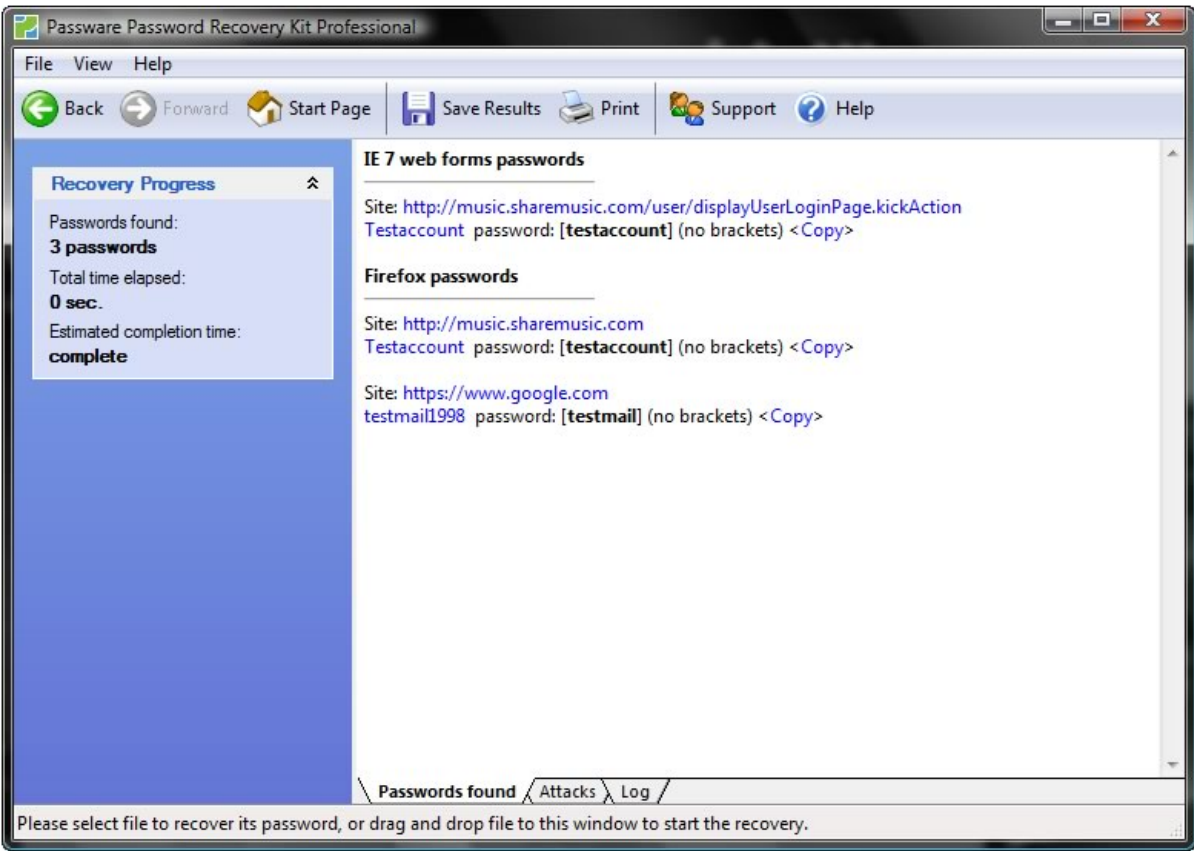 Passware Password Recovery Kit Professional
File View Help
Back Forward Start Page Save Results Print Support Help
Recovery Progress
Passwords found:
3 passwords
Total time elapsed:
0 sec.
Estimated completion time:
complete
IE 7 web forms passwords
Site: http://music.sharemusic.com/user/displayUserLoginPage.kickAction
Testaccount password: [testaccount] (no brackets) <Copy>
Firefox passwords
Site: http://music.sharemusic.com
Testaccount password: [testaccount] (no brackets) <Copy>
Site: https://www.google.com
testmail1998 password: [testmail] (no brackets) <Copy>
Passwords found Attacks Log
Please select file to recover its password, or drag and drop file to this window to start the recovery.